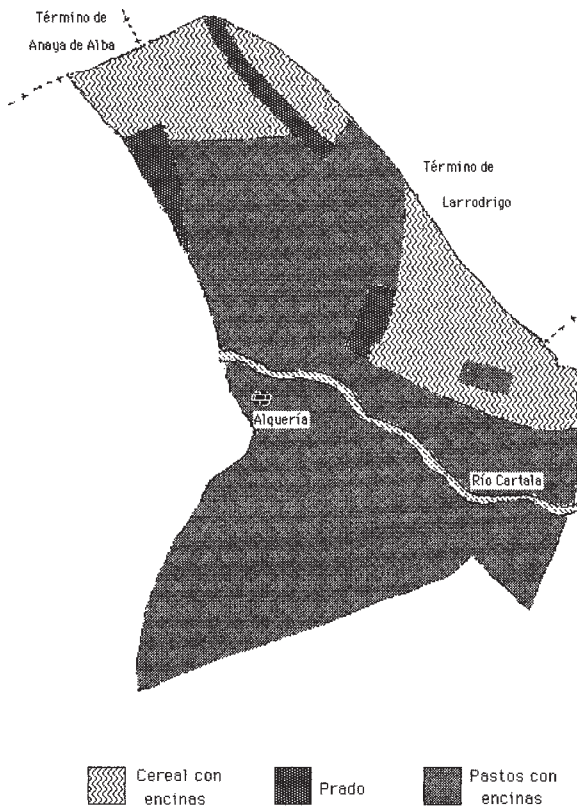 Término de
Anaya de Alba
Término de
Larrodrigo
Alquería
Río Cartala
Cereal con
encinas
Prado
Pastos con
encinas